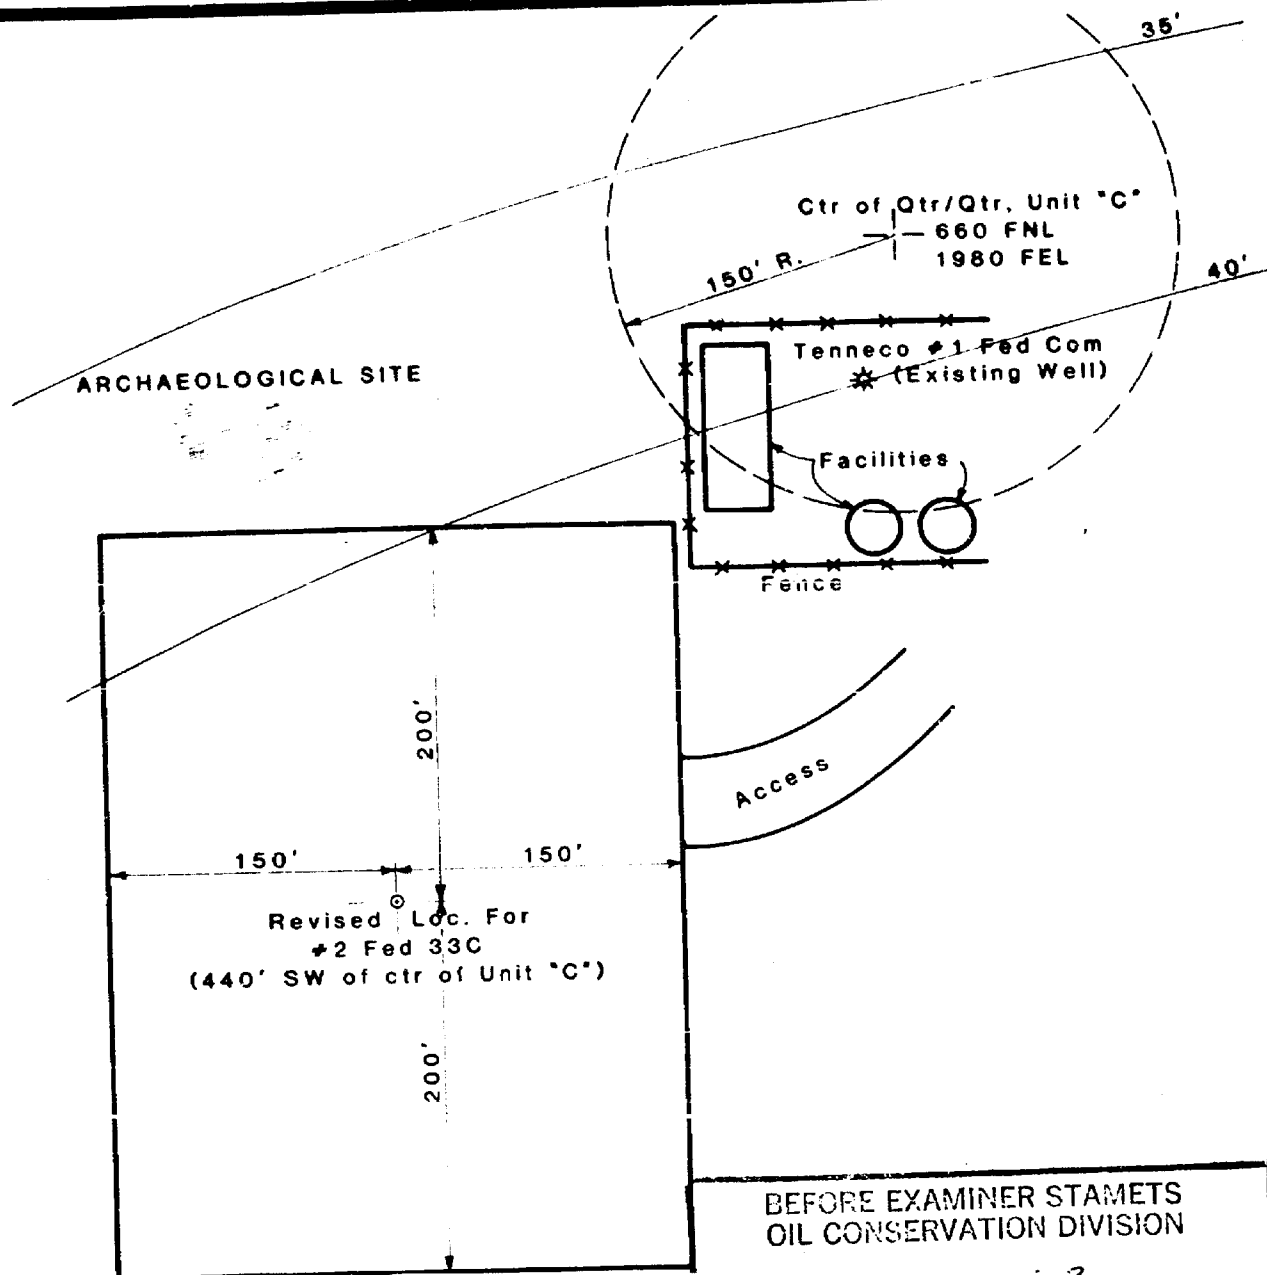 35'
Ctr of Qtr/Qtr, Unit "C"
660 FNL
1980 FEL
150' R.
40'
Tenneco #1 Fed Com
(Existing Well)
ARCHAEOLOGICAL SITE
Facilities
Fence
200'
Access
150'
150'
Revised Loc. For
#2 Fed 33C
(440' SW of ctr of Unit "C")
200'
BEFORE EXAMINER STAMETS
OIL CONSERVATION DIVISION